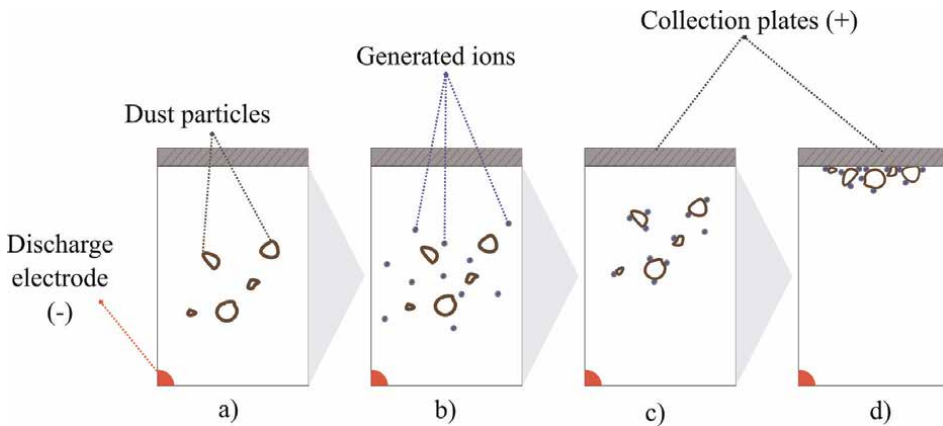 Collection plates (+)
Generated ions
Dust particles
Discharge
electrode
(-)
a)
b)
c)
d)